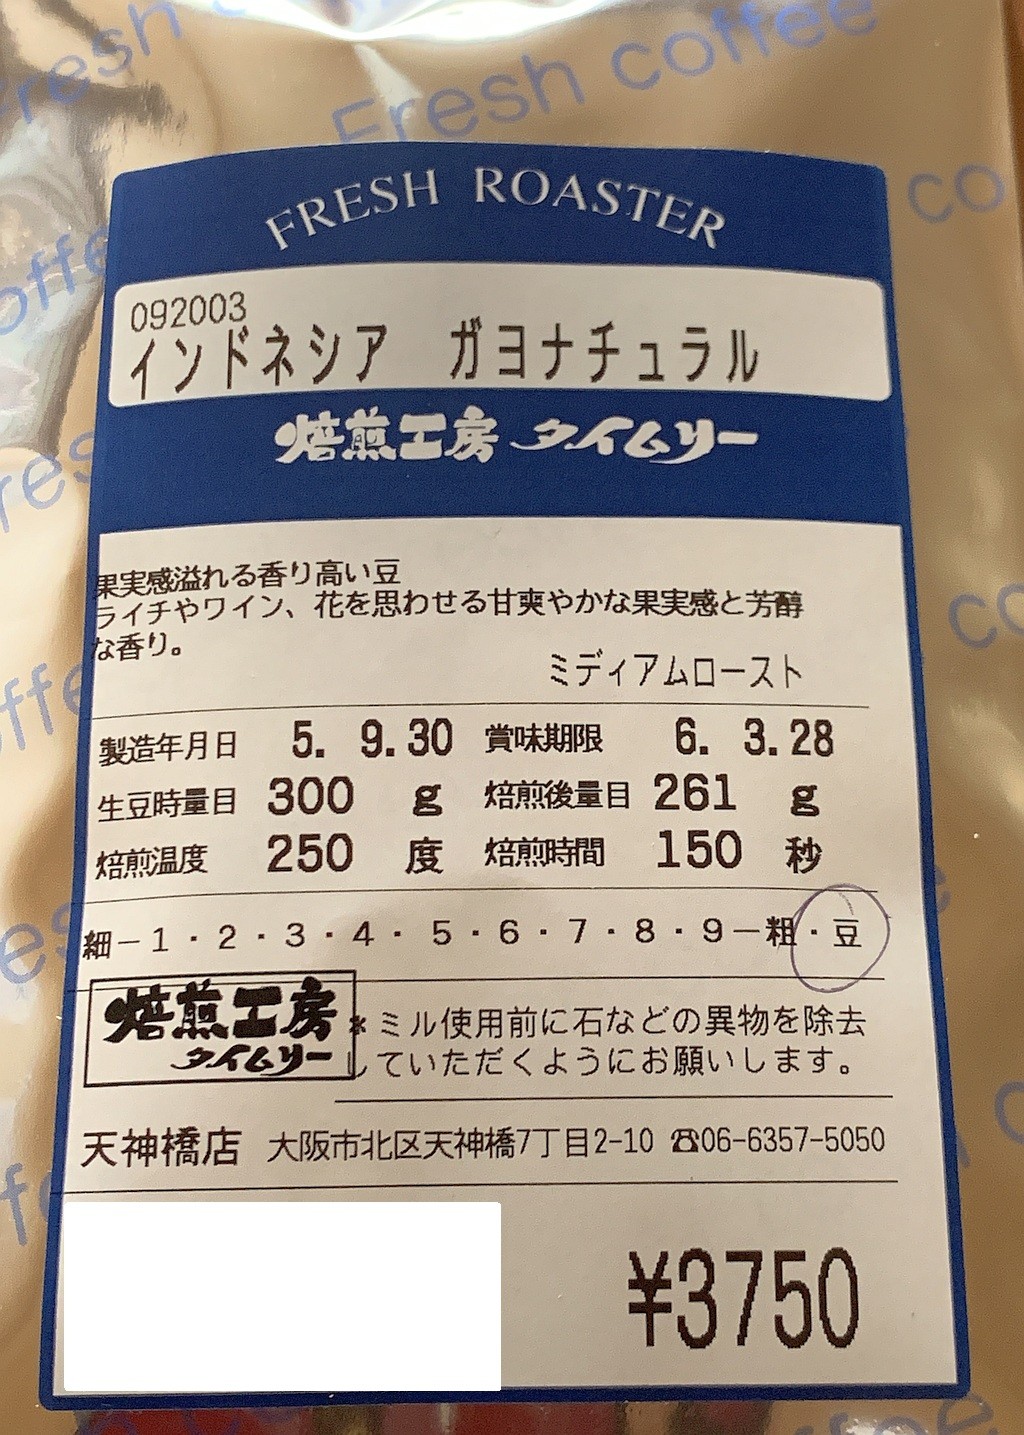 Fresh coffee
FRESH ROASTER
092003
インドネシア ガヨナチュラル
焙煎工房 タイムリー
果実感溢れる香り高い豆
ライチやワイン、花を思わせる甘爽やかな果実感と芳醇
な香り。
ミディアムロースト
製造年月日 5. 9.30 賞味期限 6. 3.28
生豆時量目 300 g 焙煎後量目 261 g
焙煎温度 250 度 焙煎時間 150 秒
細－1・2・3・4・5・6・7・8・9－粗・豆
焙煎工房
タイムリー
＊ミル使用前に石などの異物を除去
していただくようにお願いします。
天神橋店 大阪市北区天神橋7丁目2-10 ☎06-6357-5050
¥3750